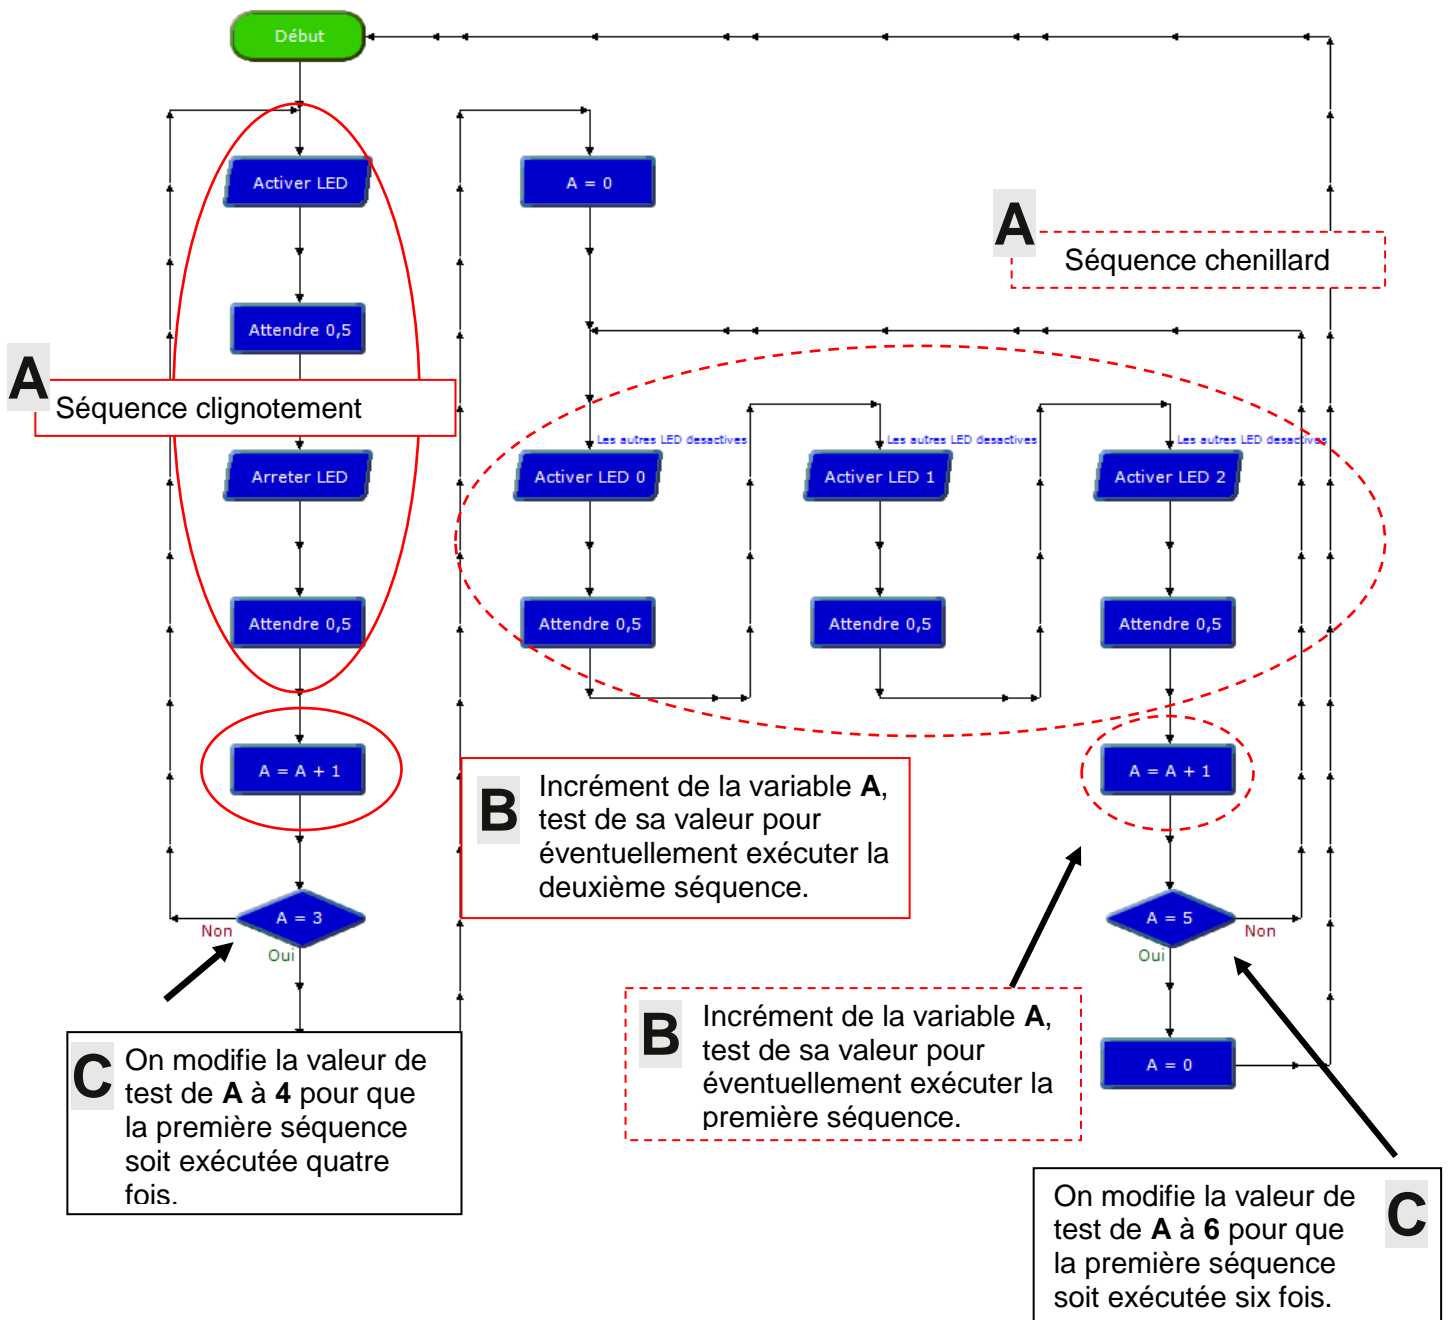 Début
Activer LED
Attendre 0,5
A
Séquence clignotement
Arreter LED
Attendre 0,5
A = A + 1
A = 3
Non
Oui
C
On modifie la valeur de
test de A à 4 pour que
la première séquence
soit exécutée quatre
fois.
A = 0
A
Séquence chenillard
Les autres LED desactives
Activer LED 0
Attendre 0,5
Les autres LED desactives
Activer LED 1
Attendre 0,5
Les autres LED desactives
Activer LED 2
Attendre 0,5
B
Incrément de la variable A,
test de sa valeur pour
éventuellement exécuter la
deuxième séquence.
A = A + 1
A = 5
Non
Oui
A = 0
B
Incrément de la variable A,
test de sa valeur pour
éventuellement exécuter la
première séquence.
On modifie la valeur de
test de A à 6 pour que
la première séquence
soit exécutée six fois.
C